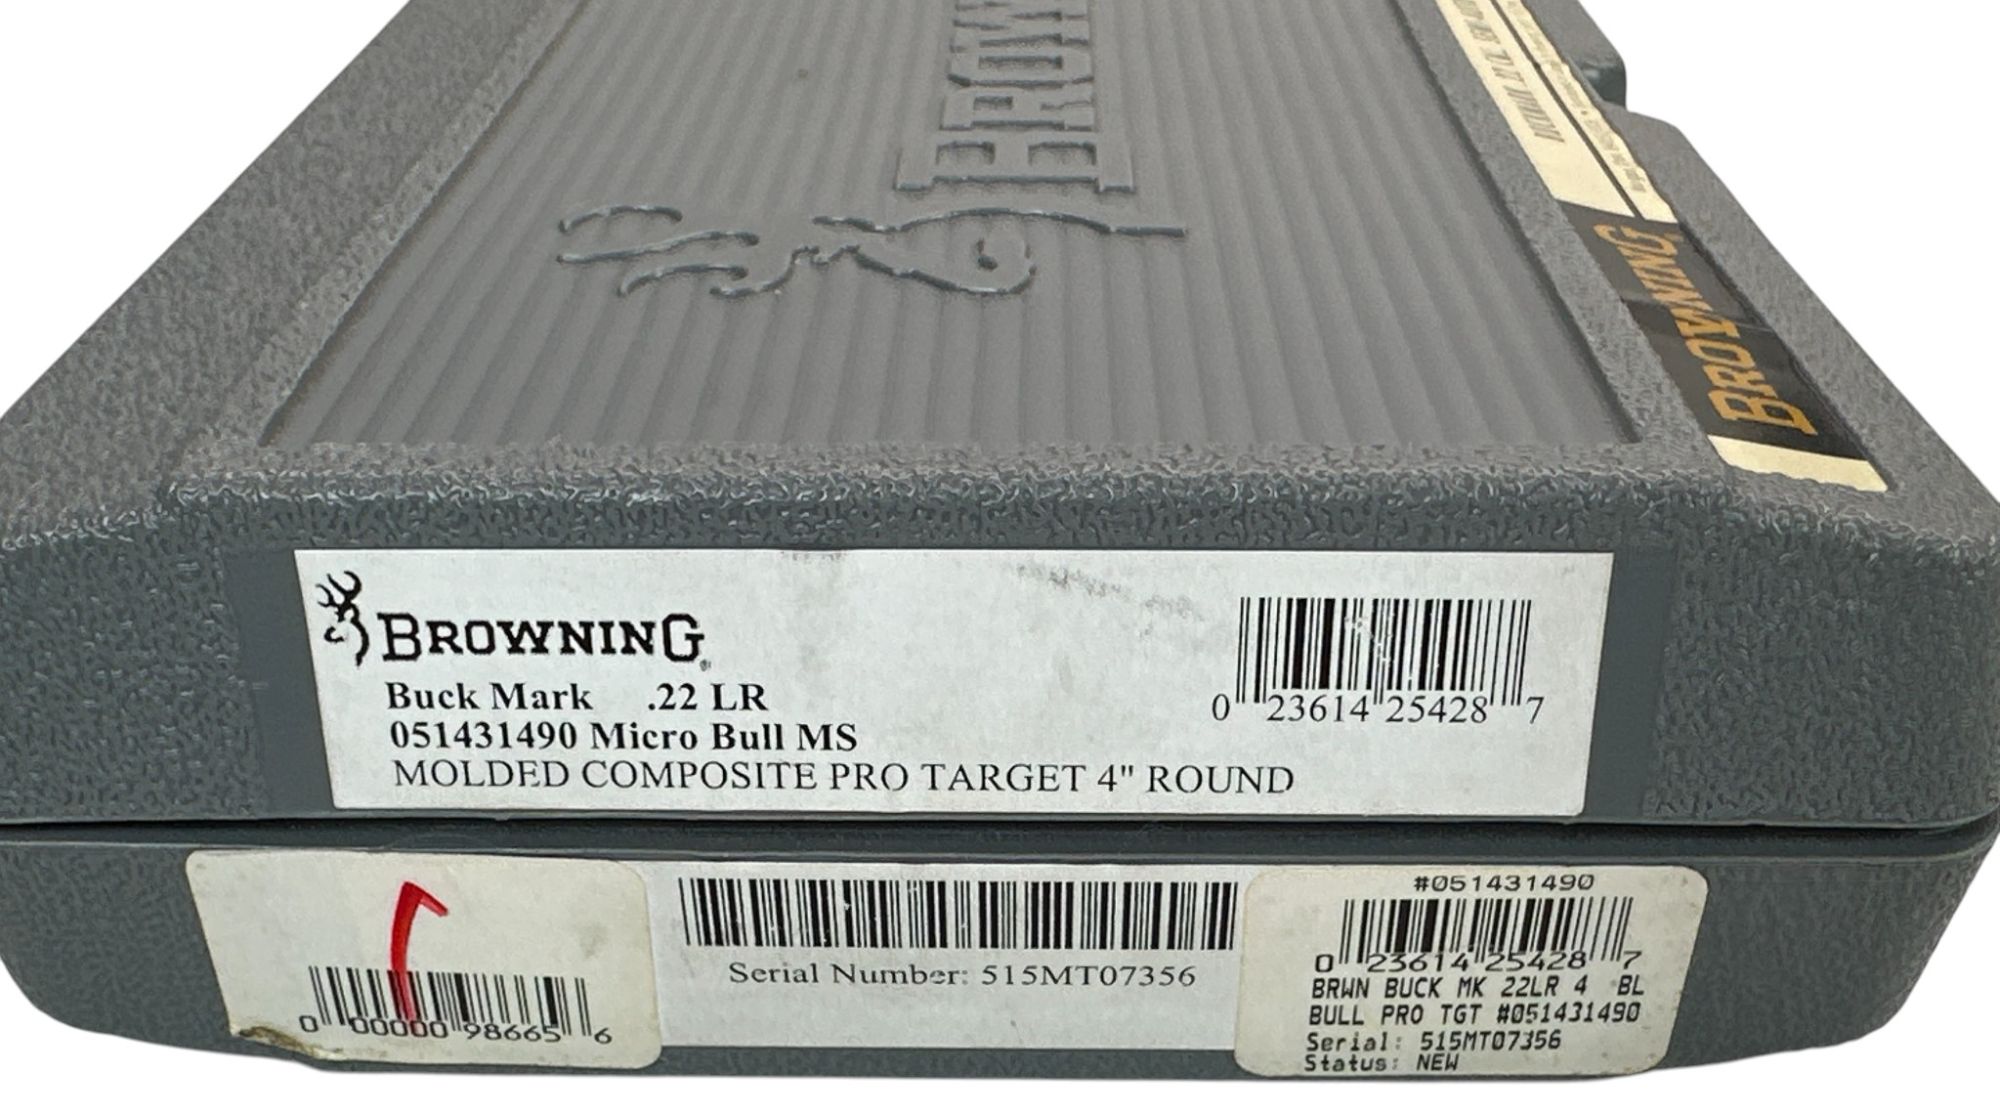 BROWNING
BROWNING
Buck Mark .22 LR
051431490 Micro Bull MS
MOLDED COMPOSITE PRO TARGET 4" ROUND
0 23614 25428 7
0 00000 98665 6
Serial Number: 515MT07356
#051431490
0 23614 25428 7
BRWN BUCK MK 22LR 4 BL
BULL PRO TGT #051431490
Serial: 515MT07356
Status: NEW